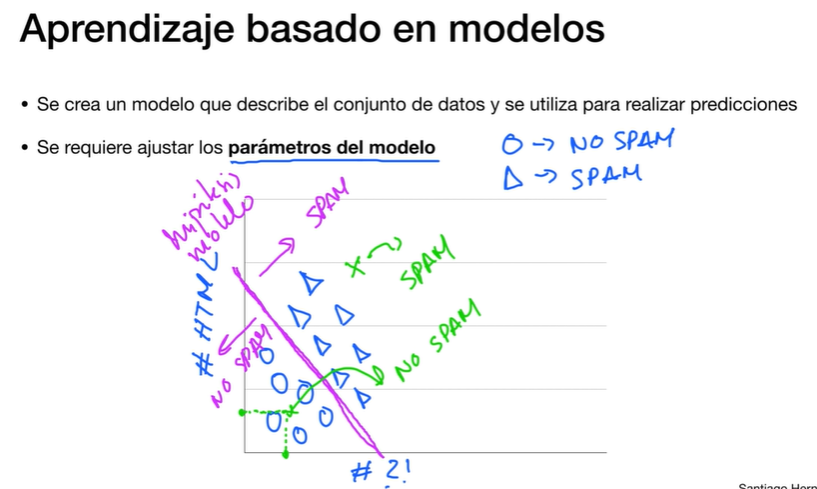 Aprendizaje basado en modelos
• Se crea un modelo que describe el conjunto de datos y se utiliza para realizar predicciones
• Se requiere ajustar los parámetros del modelo
O → NO SPAM
Δ → SPAM
modelo
SPAM
x
SPAM
# HTML
NO SPAM
NO SPAM
# ?!
Santiago Hern